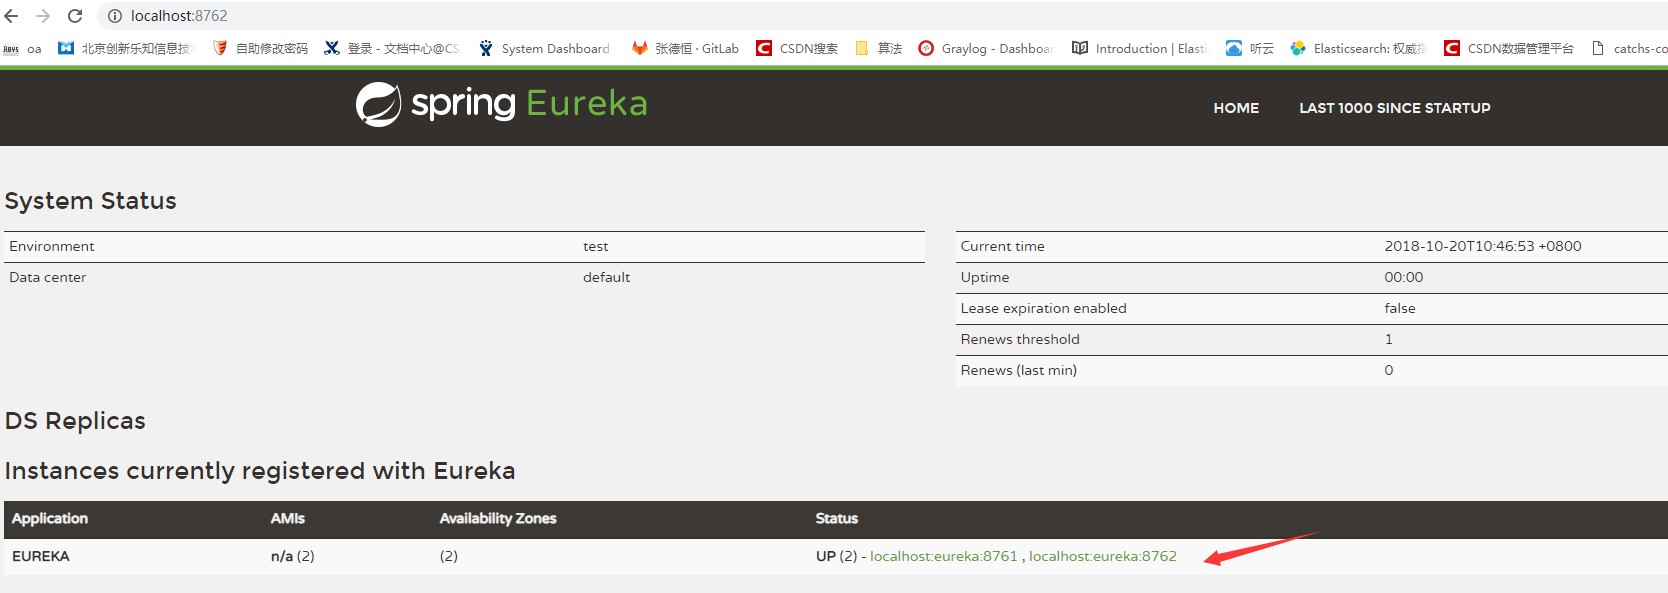 localhost:8762
oa 北京创新乐知信息技 自助修改密码 登录 - 文档中心@CS System Dashboard 张德恒 · GitLab CSDN搜索 算法 Graylog - Dashboar Introduction | Elasti 听云 Elasticsearch: 权威指 CSDN数据管理平台 catchs-co
spring Eureka HOME LAST 1000 SINCE STARTUP
System Status
Environment test
Data center default
Current time 2018-10-20T10:46:53 +0800
Uptime 00:00
Lease expiration enabled false
Renews threshold 1
Renews (last min) 0
DS Replicas
Instances currently registered with Eureka
Application AMIs Availability Zones Status
EUREKA n/a (2) (2) UP (2) - localhost:eureka:8761 , localhost:eureka:8762